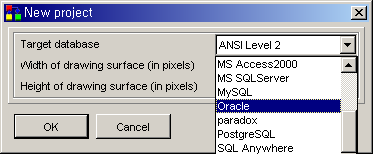 New project
Target database
ANSI Level 2
Width of drawing surface (in pixels)
Height of drawing surface (in pixels)
MS Access2000
MS SQLServer
MySQL
Oracle
paradox
PostgreSQL
SQL Anywhere
OK
Cancel